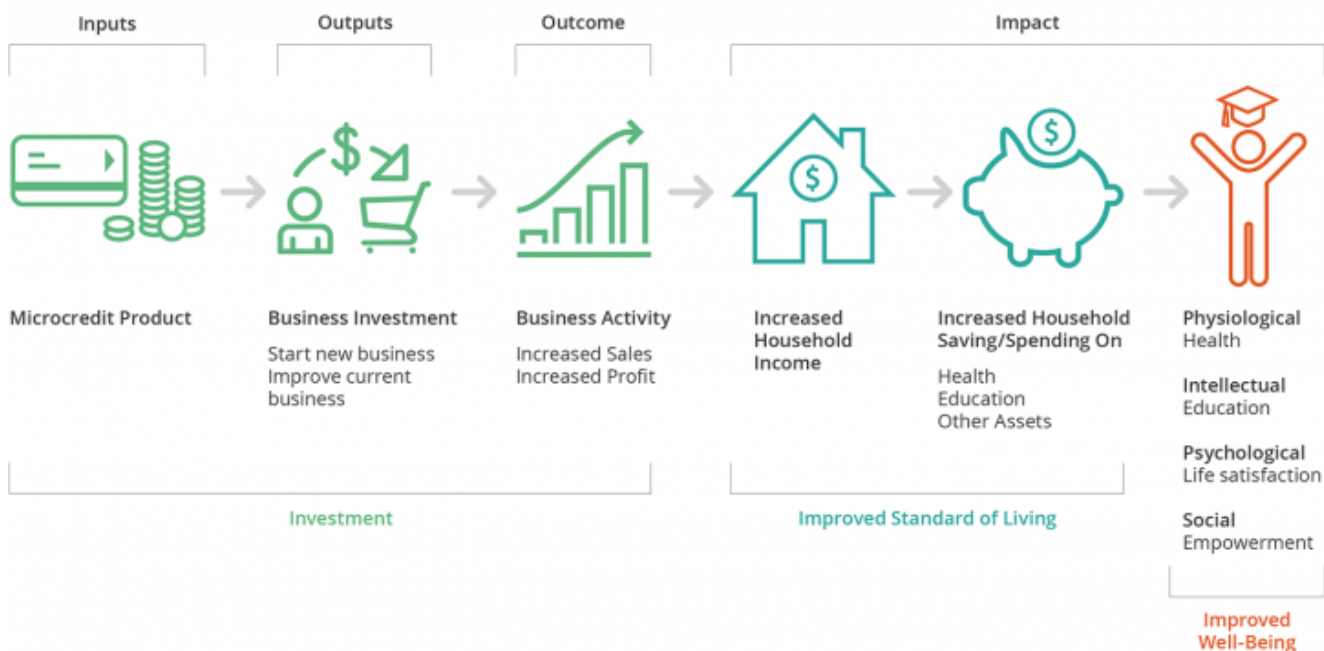 Inputs
Outputs
Outcome
Impact
$
$
$
Microcredit Product
Business Investment
Start new business
Improve current
business
Business Activity
Increased Sales
Increased Profit
Increased
Household
Income
Increased Household
Saving/Spending On
Health
Education
Other Assets
Physiological
Health
Intellectual
Education
Psychological
Life satisfaction
Social
Empowerment
Investment
Improved Standard of Living
Improved
Well-Being